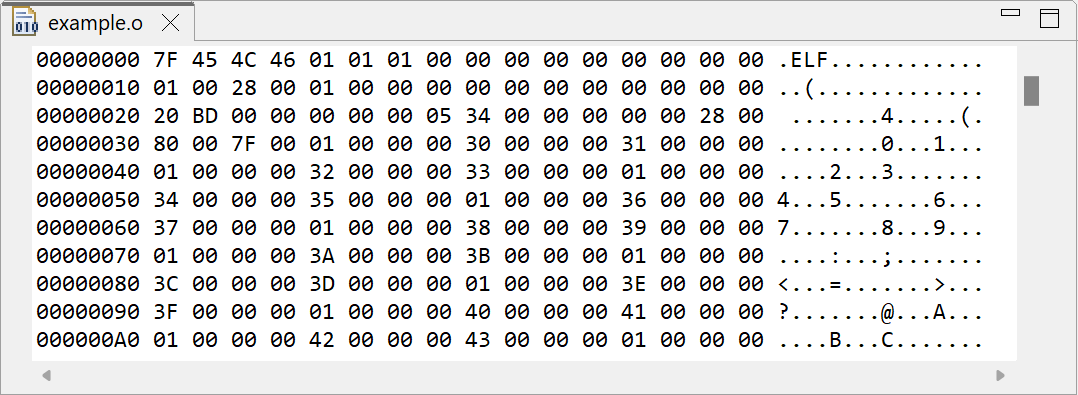 010 example.o
00000000 7F 45 4C 46 01 01 01 00 00 00 00 00 00 00 00 00 .ELF............
00000010 01 00 28 00 01 00 00 00 00 00 00 00 00 00 00 00 ..(.............
00000020 20 BD 00 00 00 00 00 05 34 00 00 00 00 00 28 00  .......4.....(.
00000030 80 00 7F 00 01 00 00 00 30 00 00 00 31 00 00 00 ........0...1...
00000040 01 00 00 00 32 00 00 00 33 00 00 00 01 00 00 00 ....2...3.......
00000050 34 00 00 00 35 00 00 00 01 00 00 00 36 00 00 00 4...5.......6...
00000060 37 00 00 00 01 00 00 00 38 00 00 00 39 00 00 00 7.......8...9...
00000070 01 00 00 00 3A 00 00 00 3B 00 00 00 01 00 00 00 ....:...;.......
00000080 3C 00 00 00 3D 00 00 00 01 00 00 00 3E 00 00 00 <...=.......>...
00000090 3F 00 00 00 01 00 00 00 40 00 00 00 41 00 00 00 ?.......@...A...
000000A0 01 00 00 00 42 00 00 00 43 00 00 00 01 00 00 00 ....B...C.......